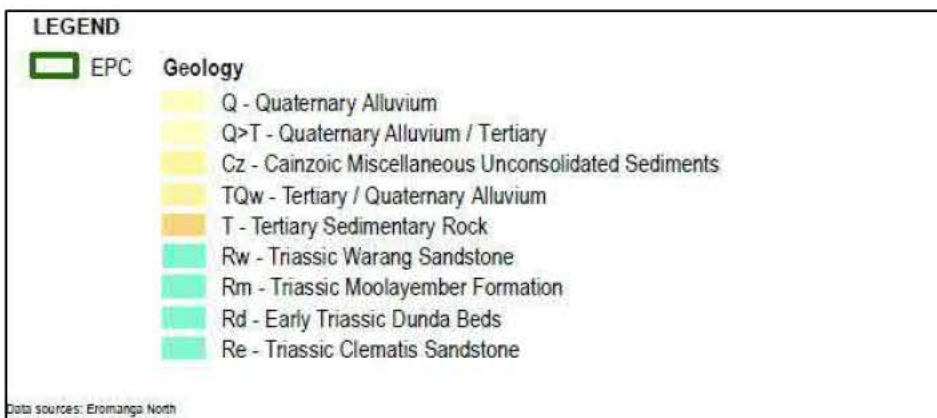 LEGEND
EPC Geology
Q - Quaternary Alluvium
Q>T - Quaternary Alluvium / Tertiary
Cz - Cainzoic Miscellaneous Unconsolidated Sediments
TQw - Tertiary / Quaternary Alluvium
T - Tertiary Sedimentary Rock
Rw - Triassic Warang Sandstone
Rm - Triassic Moolayember Formation
Rd - Early Triassic Dunda Beds
Re - Triassic Clematis Sandstone
Data sources: Eromanga North